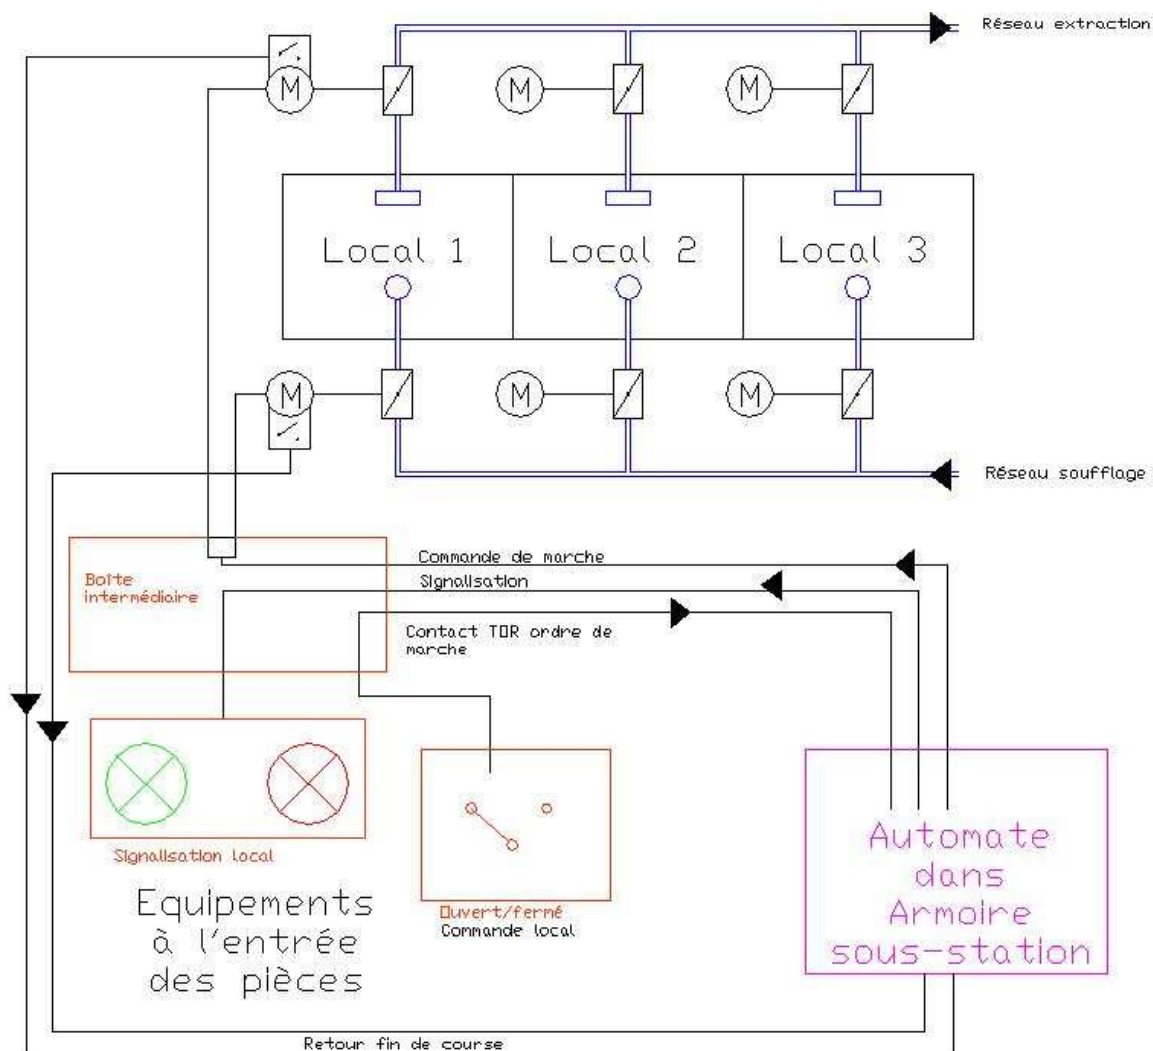 Réseau extraction
M
M
M
Local 1
Local 2
Local 3
M
M
M
Réseau soufflage
Commande de marche
Boîte
intermédiaire
Signalisation
Contact TOR ordre de
marche
Signalisation local
Ouvert/fermé
Commande local
Equipements
à l'entrée
des pièces
Automate
dans
Armoire
sous-station
Retour fin de course